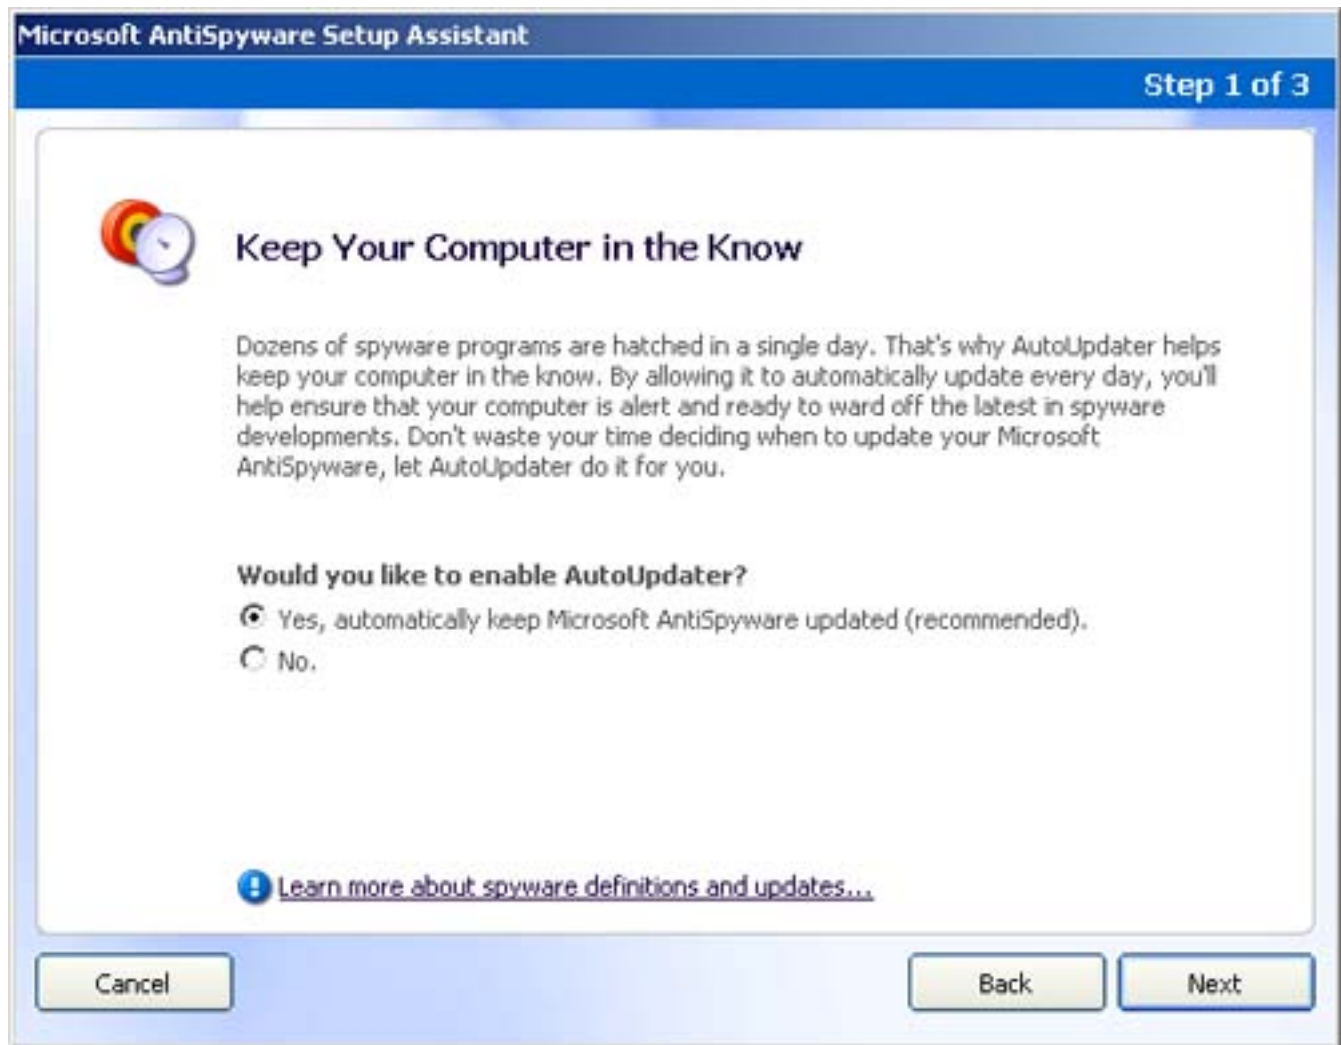 Microsoft AntiSpyware Setup Assistant
Step 1 of 3
Keep Your Computer in the Know
Dozens of spyware programs are hatched in a single day. That's why AutoUpdater helps
keep your computer in the know. By allowing it to automatically update every day, you'll
help ensure that your computer is alert and ready to ward off the latest in spyware
developments. Don't waste your time deciding when to update your Microsoft
AntiSpyware, let AutoUpdater do it for you.
Would you like to enable AutoUpdater?
Yes, automatically keep Microsoft AntiSpyware updated (recommended).
No.
Learn more about spyware definitions and updates...
Cancel
Back
Next